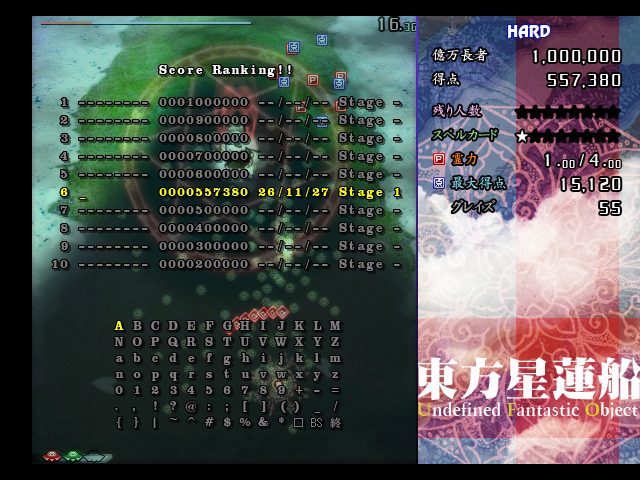 16.36
HARD
Score Ranking!!
1 -------- 0001000000 --/--/-- Stage -
2 -------- 0000900000 --/--/-- Stage -
3 -------- 0000800000 --/--/-- Stage -
4 -------- 0000700000 --/--/-- Stage -
5 -------- 0000600000 --/--/-- Stage -
6 _ 0000557380 26/11/27 Stage 1
7 -------- 0000500000 --/--/-- Stage -
8 -------- 0000400000 --/--/-- Stage -
9 -------- 0000300000 --/--/-- Stage -
10 -------- 0000200000 --/--/-- Stage -
A B C D E F G H I J K L M
N O P Q R S T U V W X Y Z
a b c d e f g h i j k l m
n o p q r s t u v w x y z
0 1 2 3 4 5 6 7 8 9 + - =
. , ! ? @ : ; [ ] ( ) _ /
{ } | ~ ^ # $ % & * □ BS 終
億万長者 1,000,000
得点 557,380
残り人数
スペルカード
P 霊力 1.00/4.00
点 最大得点 15,120
グレイズ 55
東方星蓮船
Undefined Fantastic Object